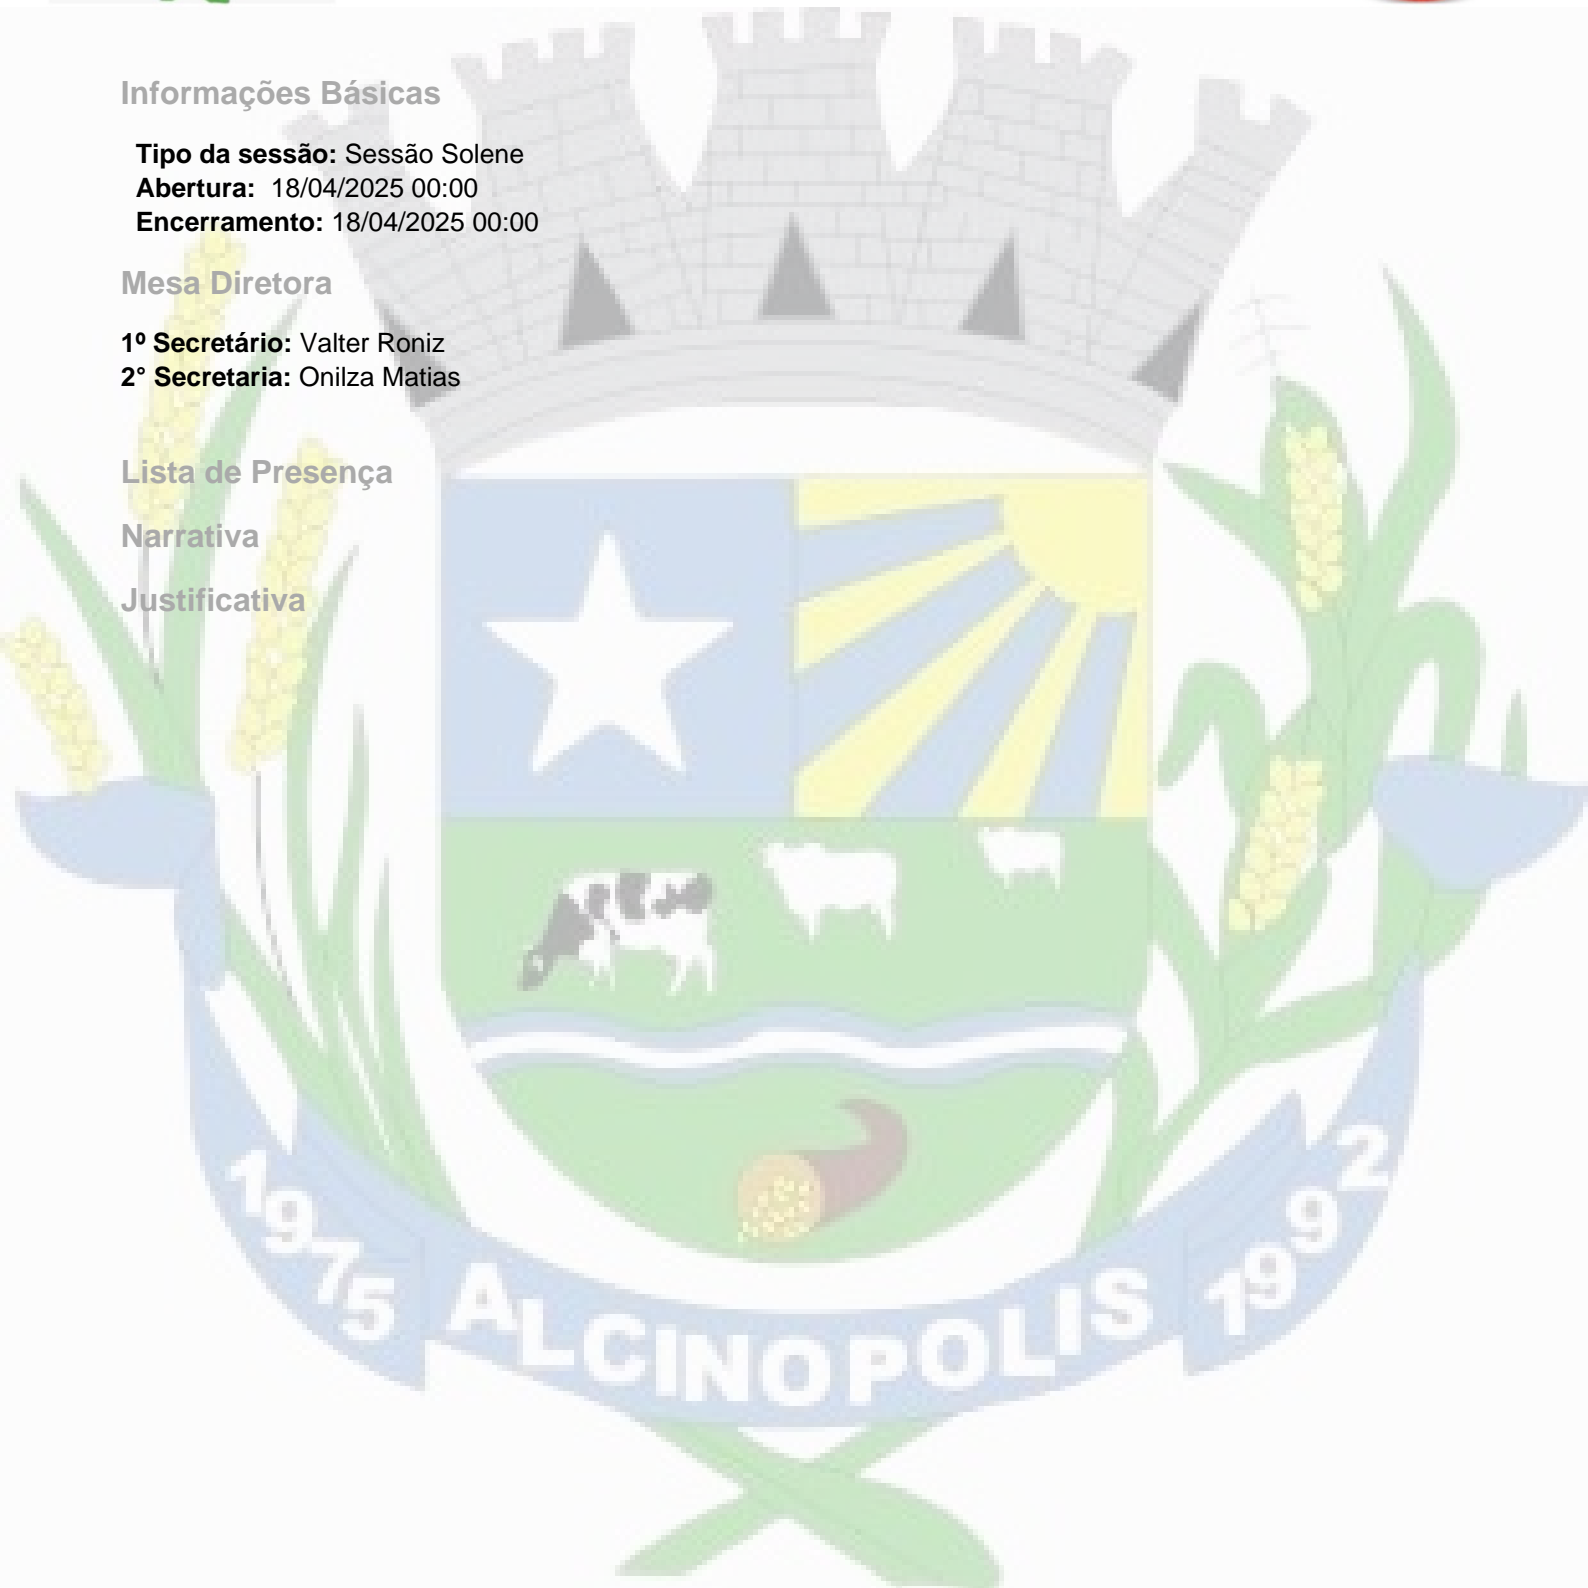 Informações Básicas
Tipo da sessão: Sessão Solene
Abertura: 18/04/2025 00:00
Encerramento: 18/04/2025 00:00
Mesa Diretora
1º Secretário: Valter Roniz
2° Secretaria: Onilza Matias
Lista de Presença
Narrativa
Justificativa
1975 ALCINOPOLIS 1992